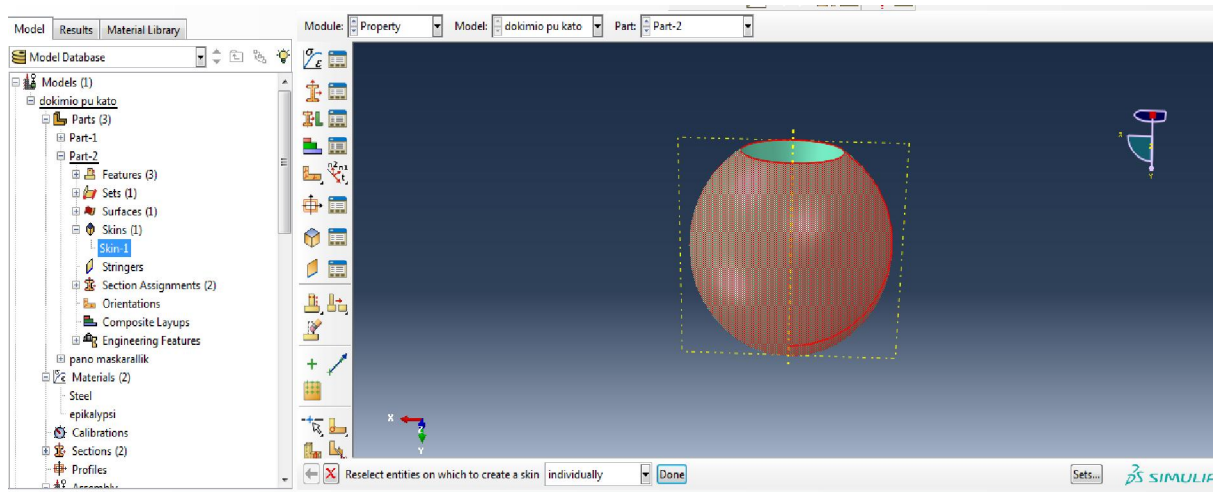 Model Results Material Library
Module: Property Model: dokimio pu kato Part: Part-2
Model Database
Models (1)
dokimio pu kato
Parts (3)
Part-1
Part-2
Features (3)
Sets (1)
Surfaces (1)
Skins (1)
Skin-1
Stringers
Section Assignments (2)
Orientations
Composite Layups
Engineering Features
pano maskarallik
Materials (2)
Steel
epikalypsi
Calibrations
Sections (2)
Profiles
Assembly
X
Z
Y
X
Y
Reselect entities on which to create a skin individually Done Sets... SIMULIA